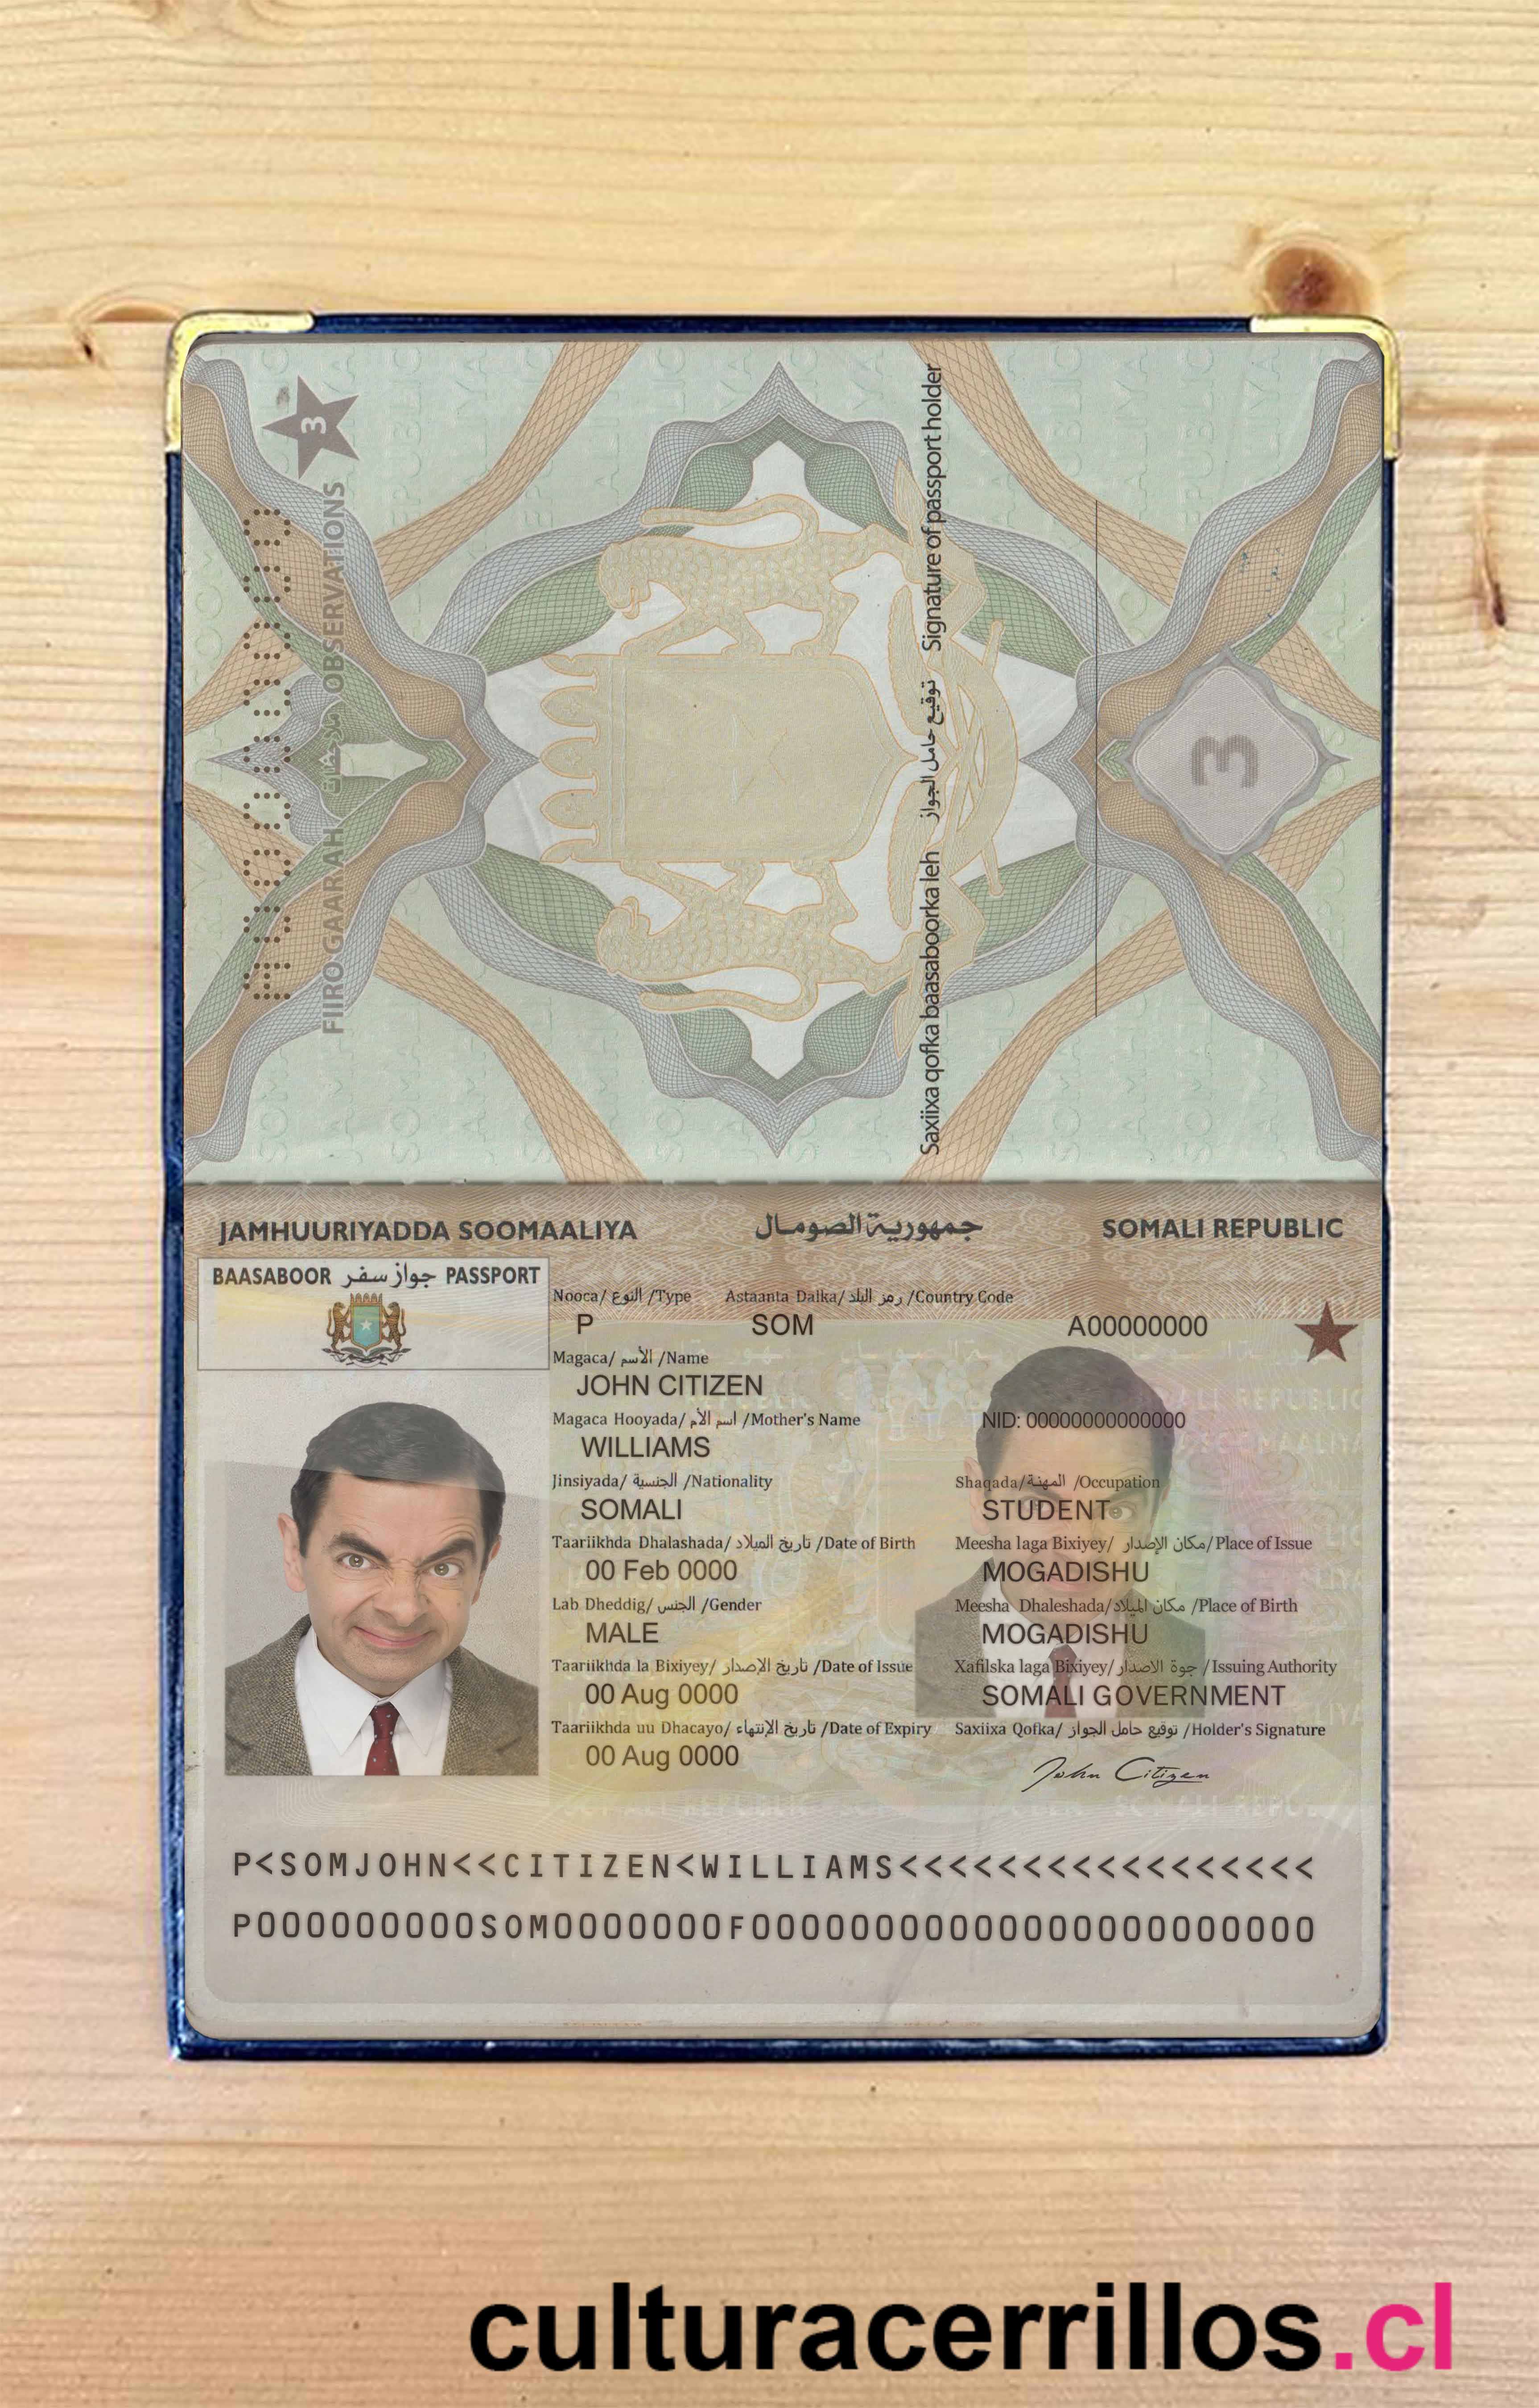 3
FIIRO GAARAH ملاحظات OBSERVATIONS
Saxiixa qofka baasaboorka leh توقيع حامل الجواز Signature of passport holder
3
JAMHUURIYADDA SOOMAALIYA جمهورية الصومال SOMALI REPUBLIC
BAASABOOR جواز سفر PASSPORT
Nooca/ النوع /Type Astaanta Dalka/ رمز البلد /Country Code
P SOM A00000000
Magaca/ الأسم /Name
JOHN CITIZEN
Magaca Hooyada/ اسم الأم /Mother's Name NID: 00000000000000
WILLIAMS
Jinsiyada/ الجنسية /Nationality Shaqada/ المهنة /Occupation
SOMALI STUDENT
Taariikhda Dhalashada/ تاريخ الميلاد /Date of Birth Meesha laga Bixiyey/ مكان الإصدار /Place of Issue
00 Feb 0000 MOGADISHU
Lab Dheddig/ الجنس /Gender Meesha Dhaleshada/ مكان الميلاد /Place of Birth
MALE MOGADISHU
Taariikhda la Bixiyey/ تاريخ الإصدار /Date of Issue Xafilska laga Bixiyey/ جوة الاصدار /Issuing Authority
00 Aug 0000 SOMALI GOVERNMENT
Taariikhda uu Dhacayo/ تاريخ الإنتهاء /Date of Expiry Saxiixa Qofka/ توقيع حامل الجواز /Holder's Signature
00 Aug 0000 John Citizen
P<SOMJOHN<<CITIZEN<WILLIAMS<<<<<<<<<<<<<<<<<
P0000000000SOM0000000F00000000000000000000000
culturacerrillos.cl